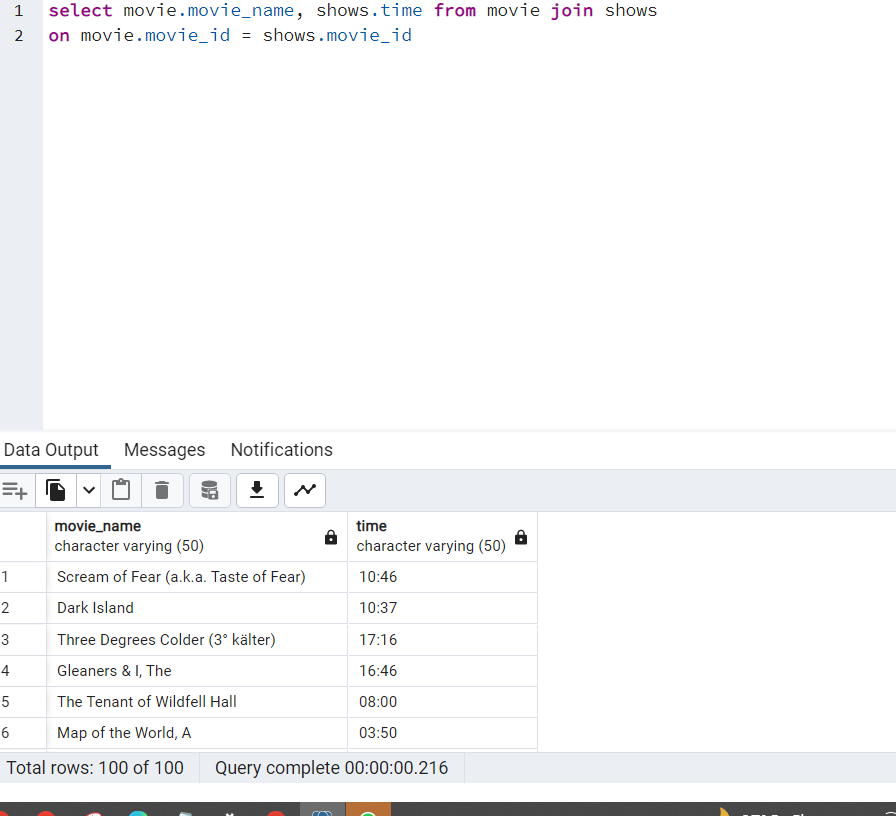 1 select movie.movie_name, shows.time from movie join shows
2 on movie.movie_id = shows.movie_id
Data Output Messages Notifications
movie_name time
character varying (50) character varying (50)
1 Scream of Fear (a.k.a. Taste of Fear) 10:46
2 Dark Island 10:37
3 Three Degrees Colder (3° kälter) 17:16
4 Gleaners & I, The 16:46
5 The Tenant of Wildfell Hall 08:00
6 Map of the World, A 03:50
Total rows: 100 of 100 Query complete 00:00:00.216